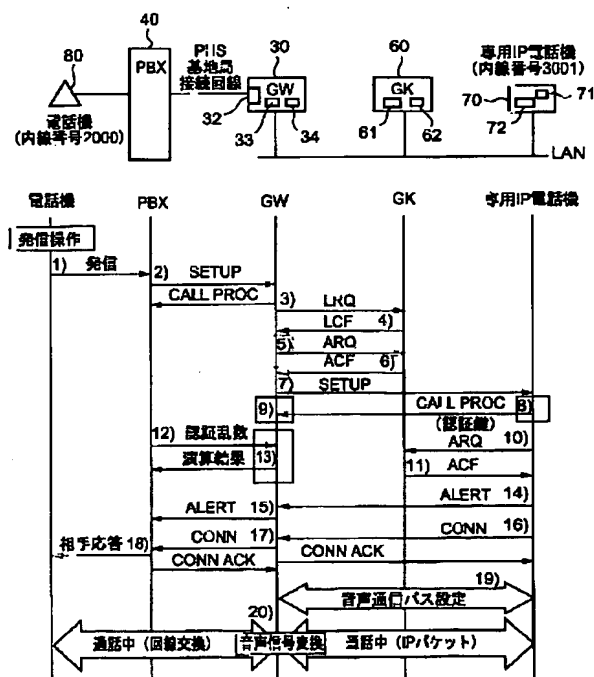 40
80
PBX
PHS
基地局
接続回線
30
GW
32
33
34
60
GK
61
62
専用IP電話機
(内線番号3001)
70
71
72
電話機
(内線番号2000)
LAN
電話機
PBX
GW
GK
専用IP電話機
発信操作
1) 発信
2) SETUP
CALL PROC
3) LRQ
LCF 4)
5) ARQ
ACF 6)
7) SETUP
9)
CALL PROC 8)
(認証鍵)
12) 認証乱数
ARQ 10)
演算結果 13)
11) ACF
ALERT 14)
ALERT 15)
CONN 16)
CONN 17)
相手応答 18)
CONN ACK
CONN ACK
19)
音声通信パス設定
20)
通話中 (回線交換)
音声信号変換
通話中 (IPパケット)